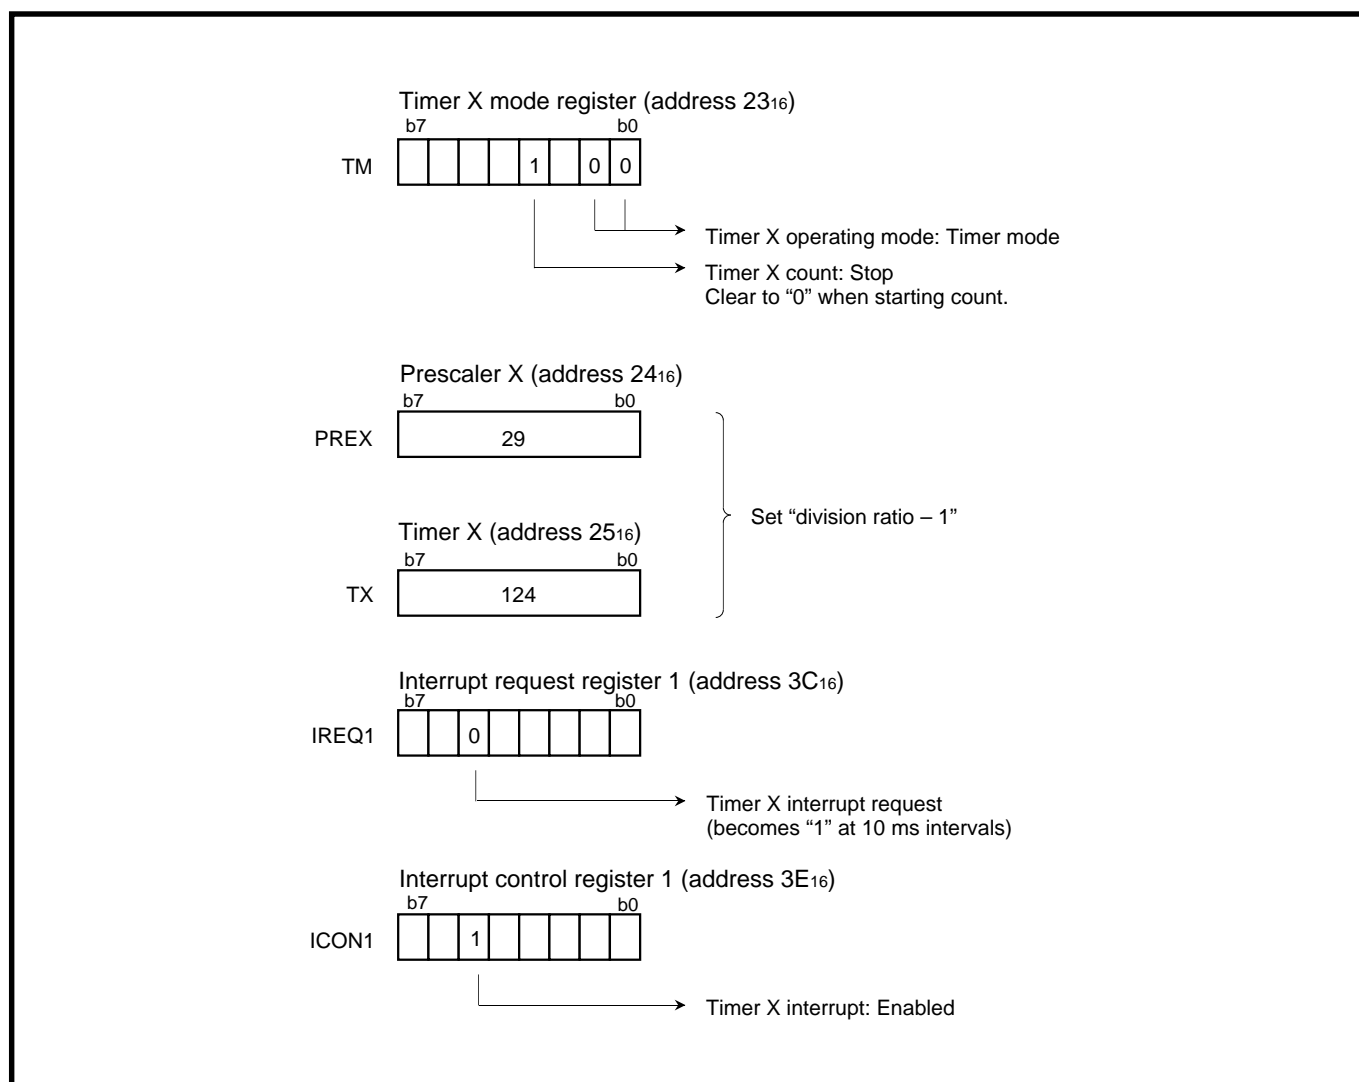 Timer X mode register (address 23₁₆)
b7 b0
TM 1 0 0
Timer X operating mode: Timer mode
Timer X count: Stop
Clear to “0” when starting count.
Prescaler X (address 24₁₆)
b7 b0
PREX 29
Set “division ratio – 1”
Timer X (address 25₁₆)
b7 b0
TX 124
Interrupt request register 1 (address 3C₁₆)
b7 b0
IREQ1 0
Timer X interrupt request
(becomes “1” at 10 ms intervals)
Interrupt control register 1 (address 3E₁₆)
b7 b0
ICON1 1
Timer X interrupt: Enabled